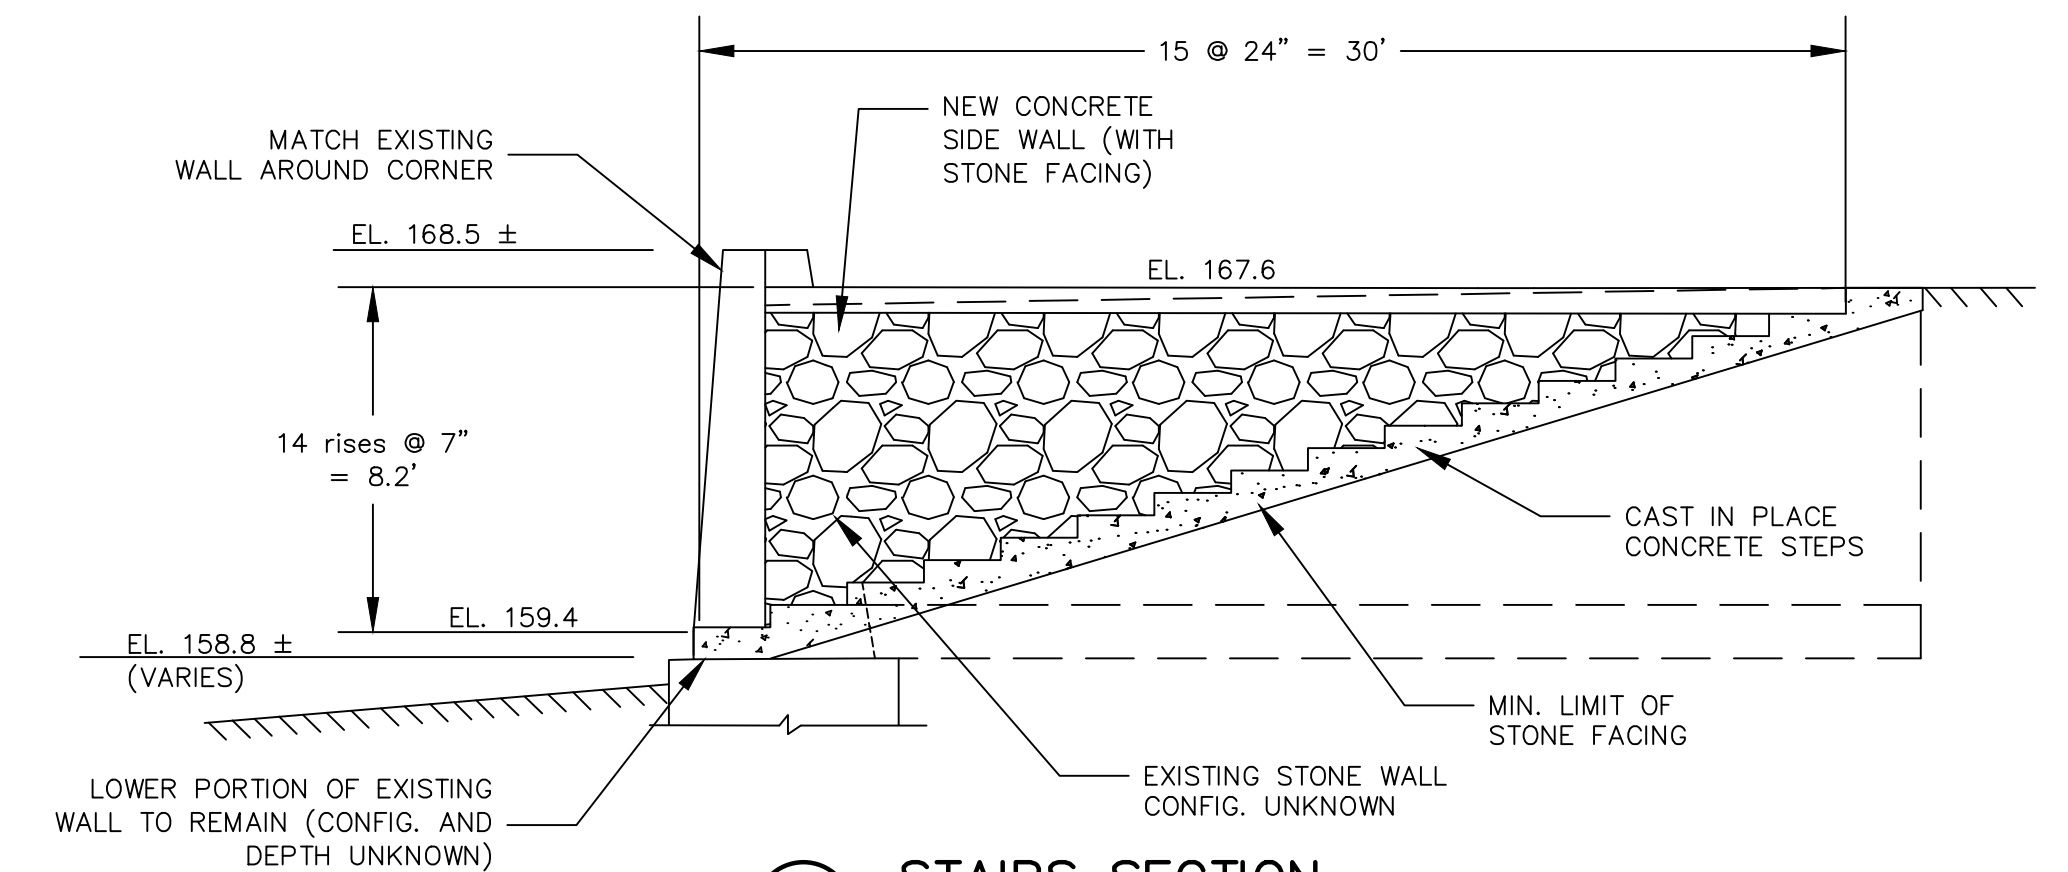 15 @ 24" = 30'
NEW CONCRETE
SIDE WALL (WITH
STONE FACING)
MATCH EXISTING
WALL AROUND CORNER
EL. 168.5 ±
EL. 167.6
14 rises @ 7"
= 8.2'
EL. 159.4
EL. 158.8 ±
(VARIES)
CAST IN PLACE
CONCRETE STEPS
MIN. LIMIT OF
STONE FACING
EXISTING STONE WALL
CONFIG. UNKNOWN
LOWER PORTION OF EXISTING
WALL TO REMAIN (CONFIG. AND
DEPTH UNKNOWN)
STAIRS SECTION